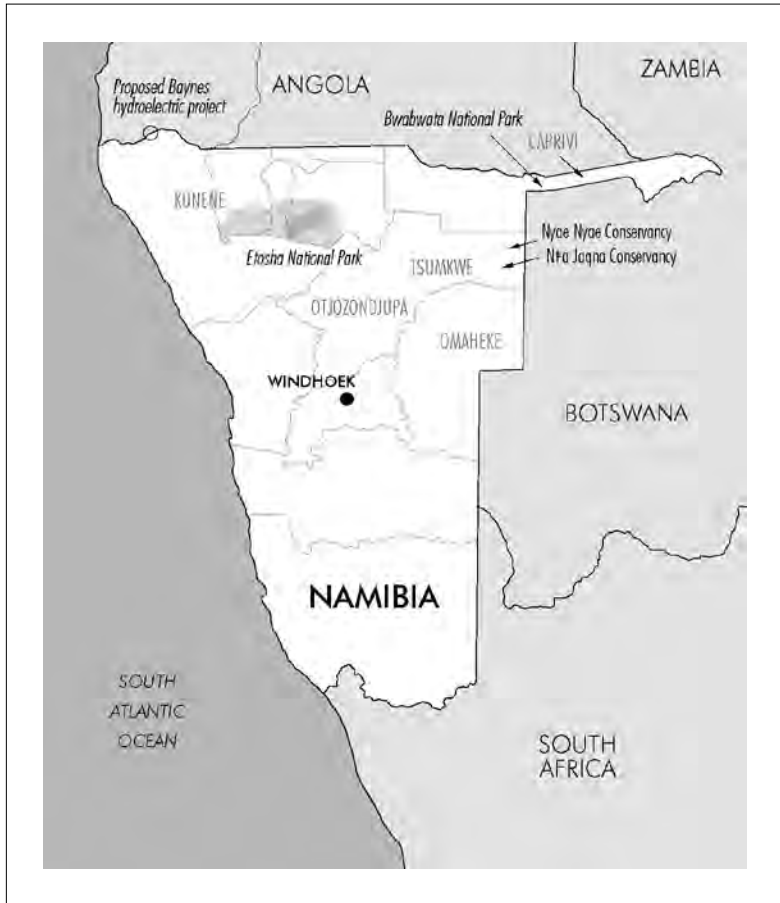 Proposed Baynes
hydroelectric project
ANGOLA
ZAMBIA
Bwabwata National Park
CAPRIVI
KUNENE
Etosha National Park
Nyae Nyae Conservancy
N‡a Jaqna Conservancy
TSUMKWE
OTJOZONDJUPA
OMAHEKE
WINDHOEK
BOTSWANA
NAMIBIA
SOUTH
ATLANTIC
OCEAN
SOUTH
AFRICA